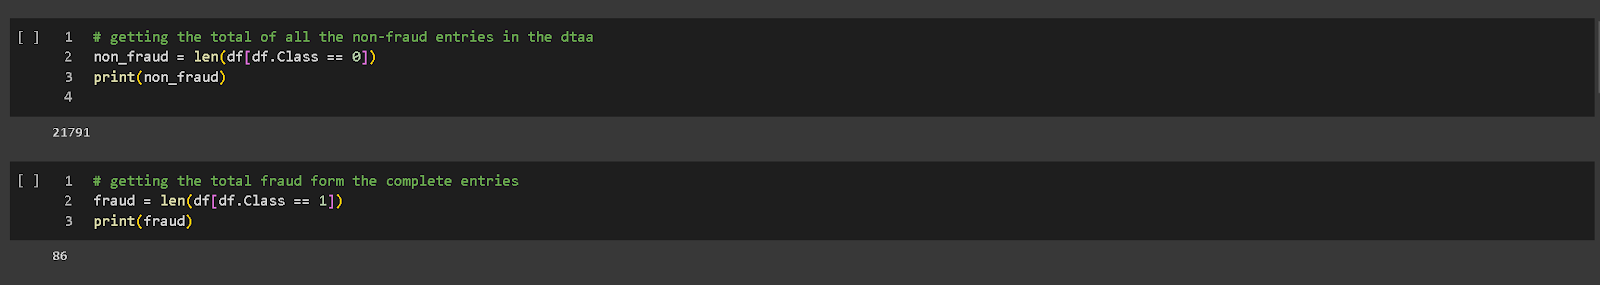 [ ] 1 # getting the total of all the non-fraud entries in the dtaa
2 non_fraud = len(df[df.Class == 0])
3 print(non_fraud)
4
21791
[ ] 1 # getting the total fraud form the complete entries
2 fraud = len(df[df.Class == 1])
3 print(fraud)
86